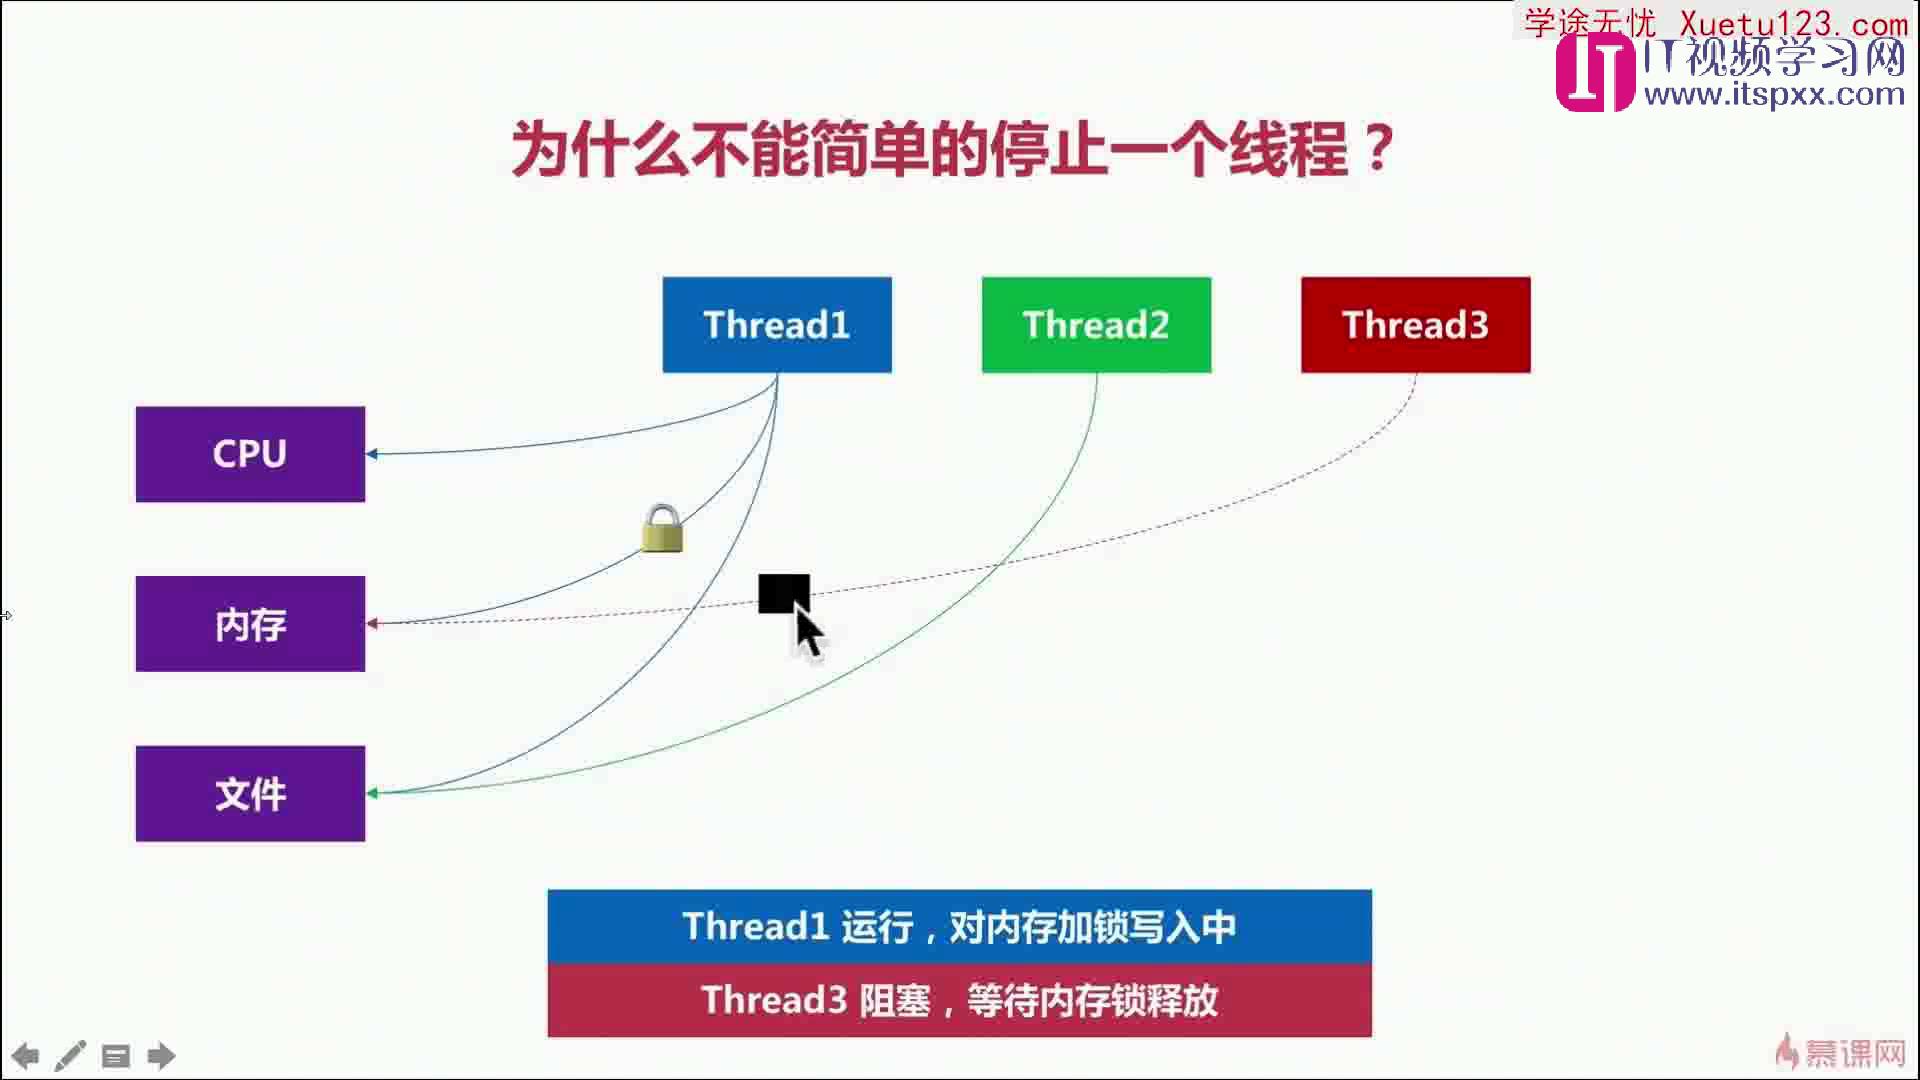 学途无忧 Xuetu123.com
IT视频学习网
www.itspxx.com
为什么不能简单的停止一个线程？
Thread1
Thread2
Thread3
CPU
内存
文件
Thread1 运行，对内存加锁写入中
Thread3 阻塞，等待内存锁释放
慕课网